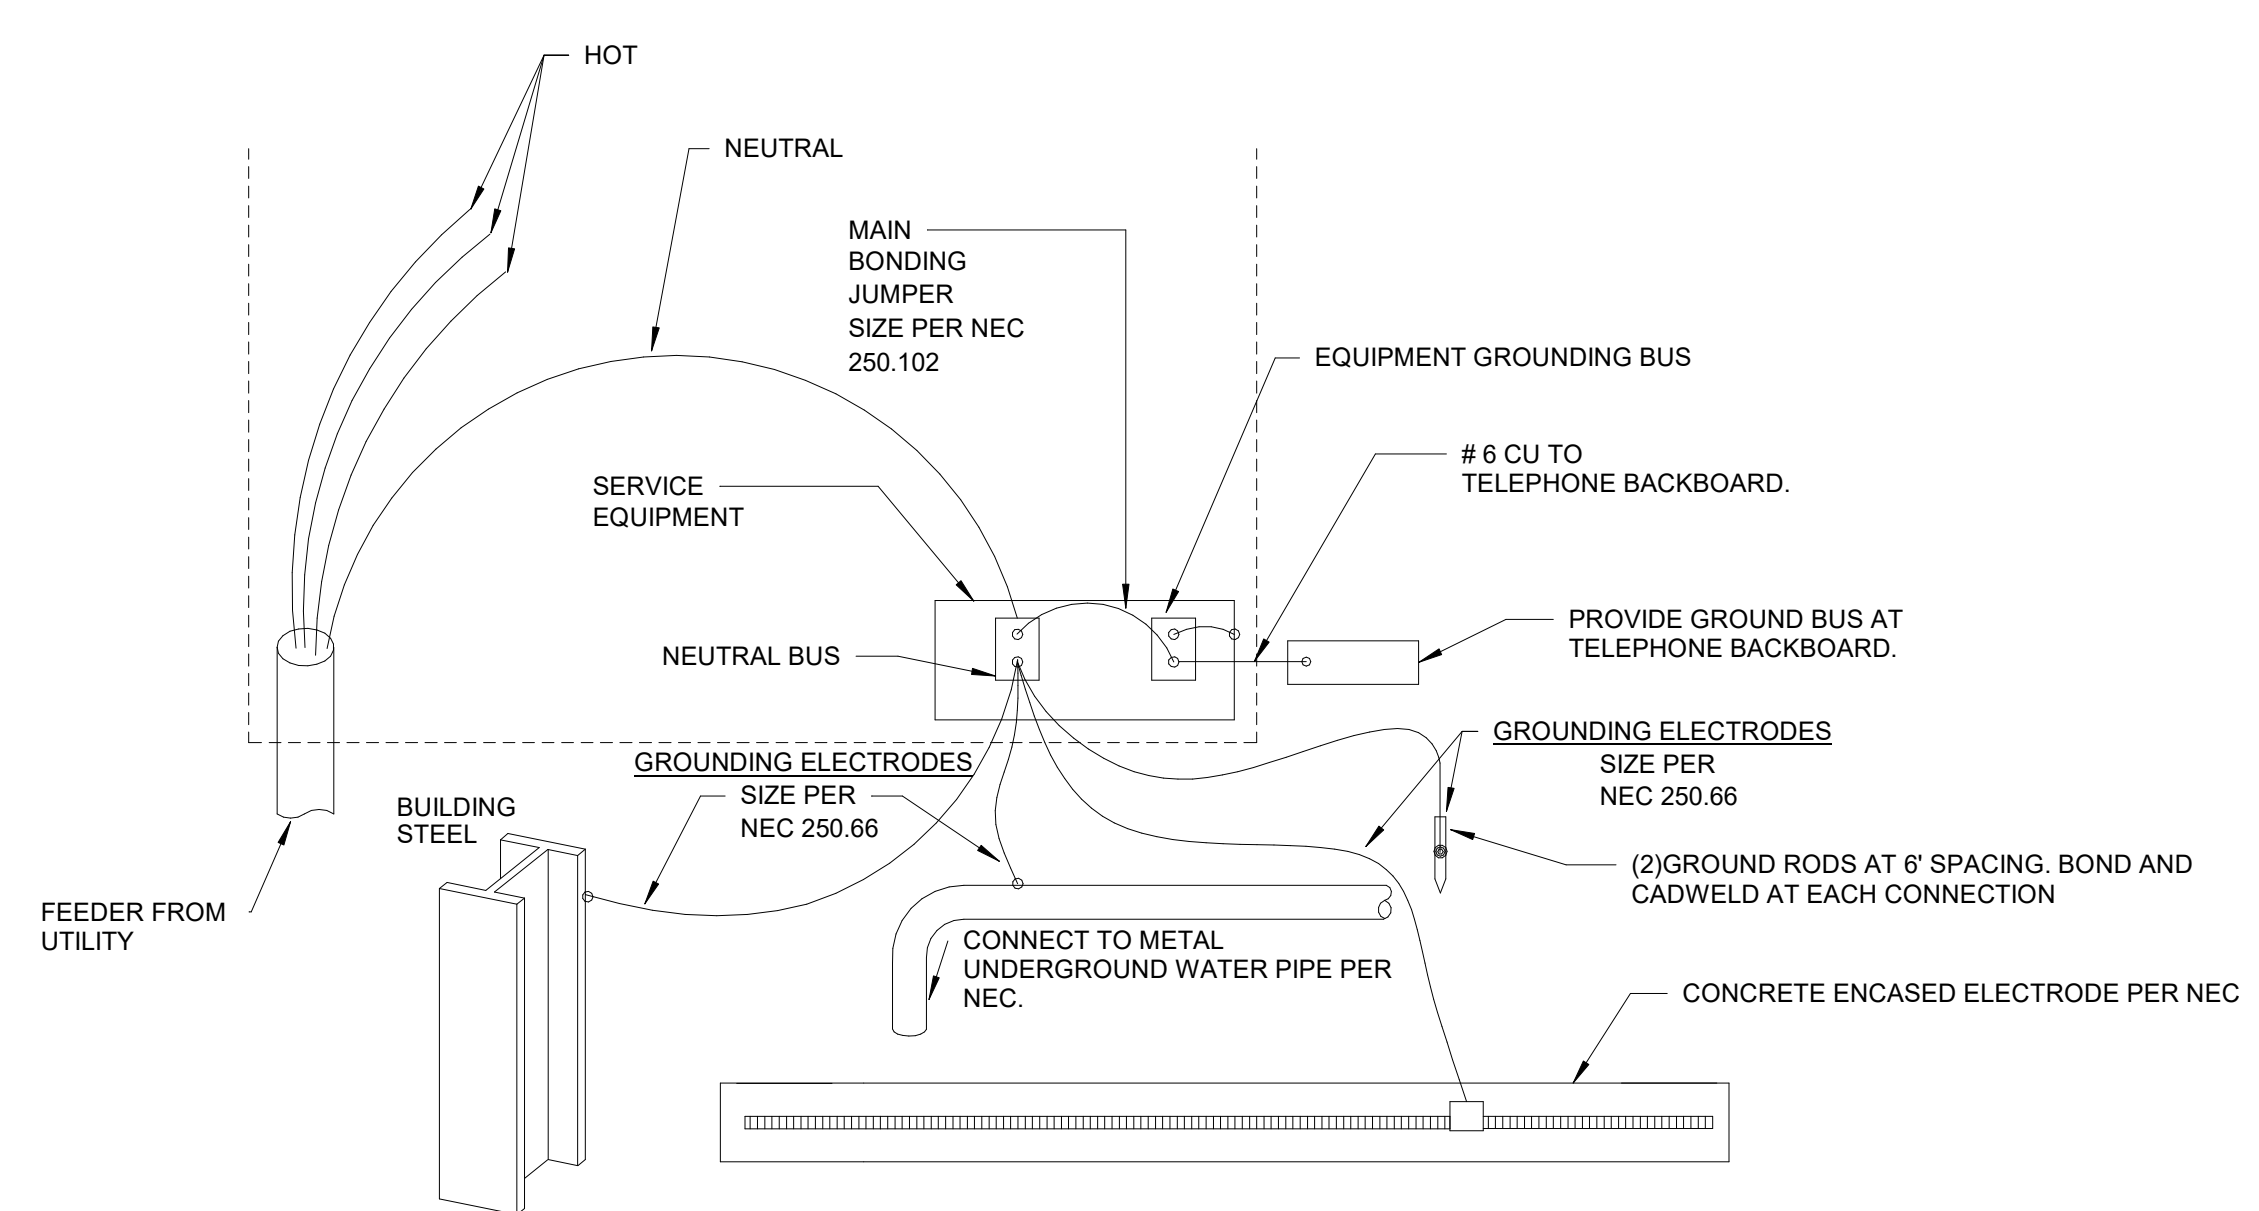 HOT
NEUTRAL
MAIN
BONDING
JUMPER
SIZE PER NEC
250.102
EQUIPMENT GROUNDING BUS
# 6 CU TO
TELEPHONE BACKBOARD.
SERVICE
EQUIPMENT
PROVIDE GROUND BUS AT
TELEPHONE BACKBOARD.
NEUTRAL BUS
GROUNDING ELECTRODES
SIZE PER
NEC 250.66
GROUNDING ELECTRODES
SIZE PER
NEC 250.66
BUILDING
STEEL
(2)GROUND RODS AT 6' SPACING. BOND AND
CADWELD AT EACH CONNECTION
FEEDER FROM
UTILITY
CONNECT TO METAL
UNDERGROUND WATER PIPE PER
NEC.
CONCRETE ENCASED ELECTRODE PER NEC